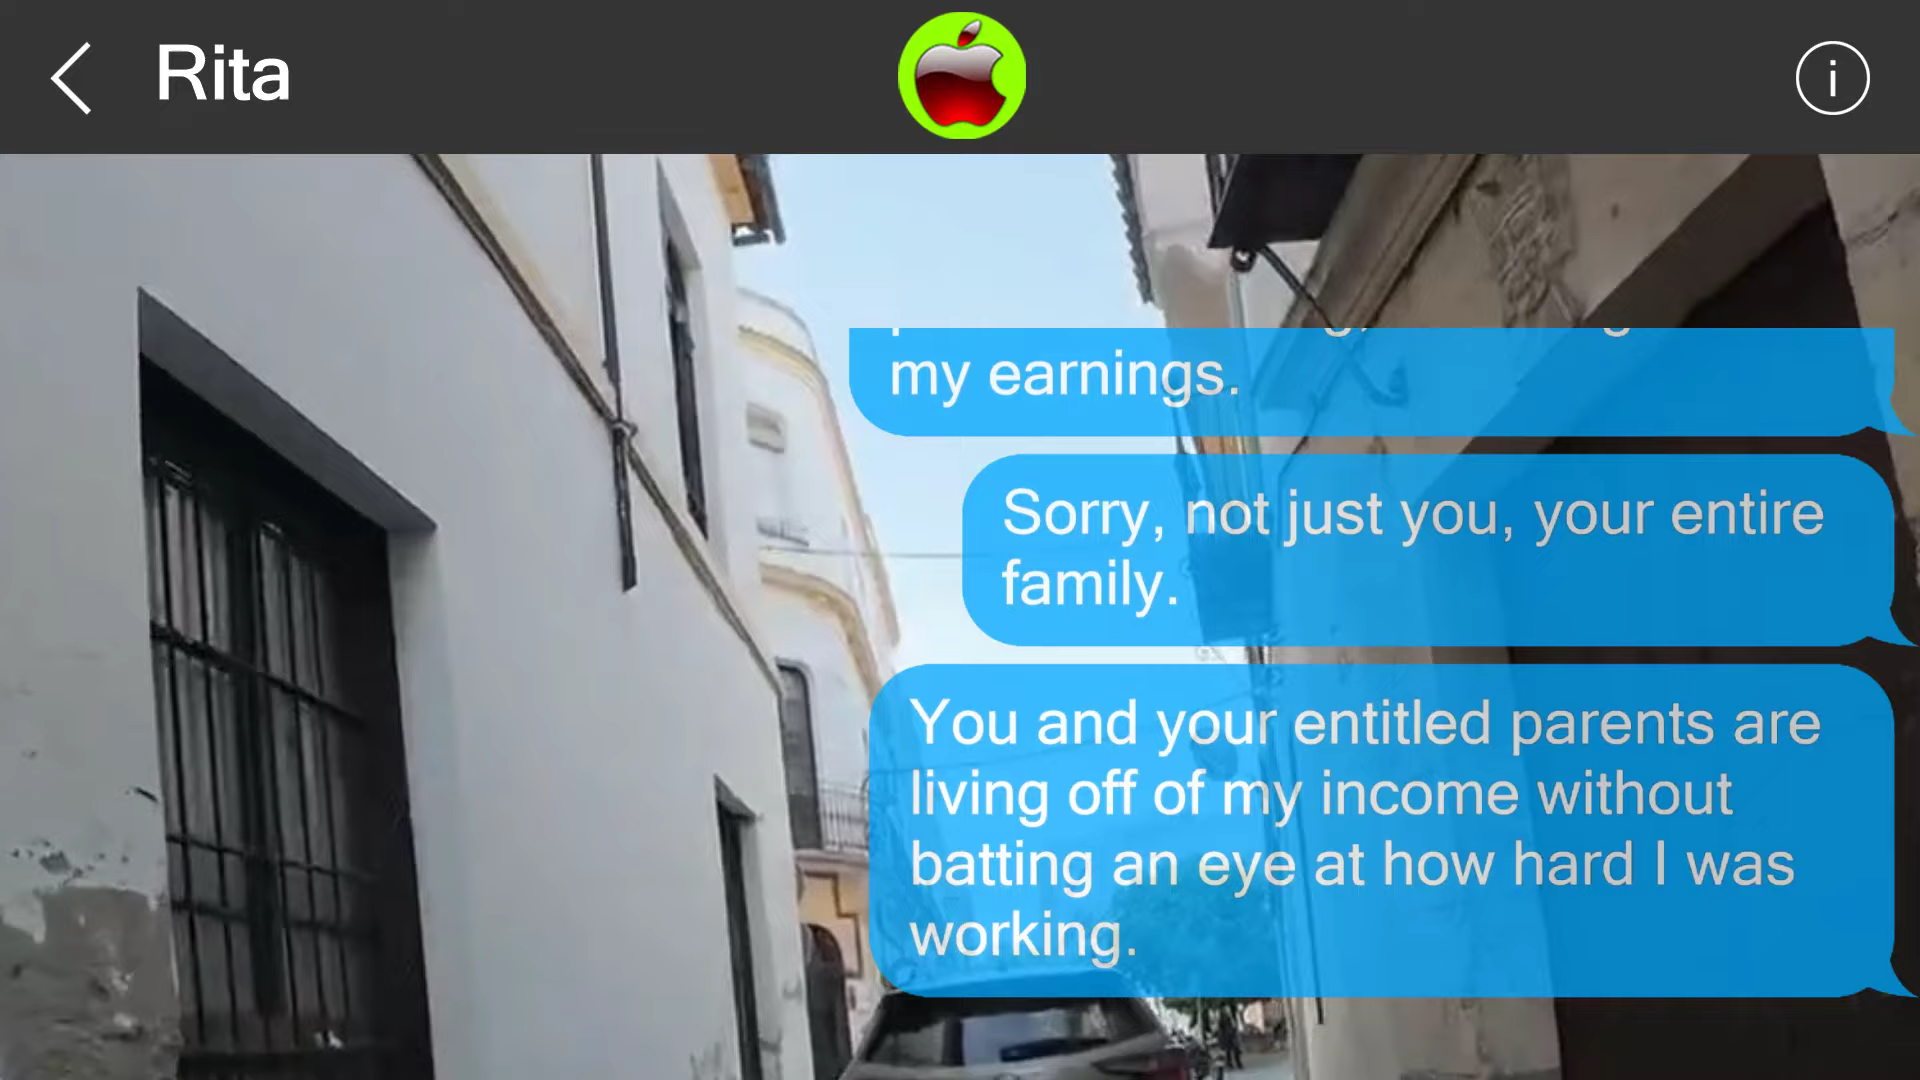 Rita
my earnings.
Sorry, not just you, your entire
family.
You and your entitled parents are
living off of my income without
batting an eye at how hard I was
working.